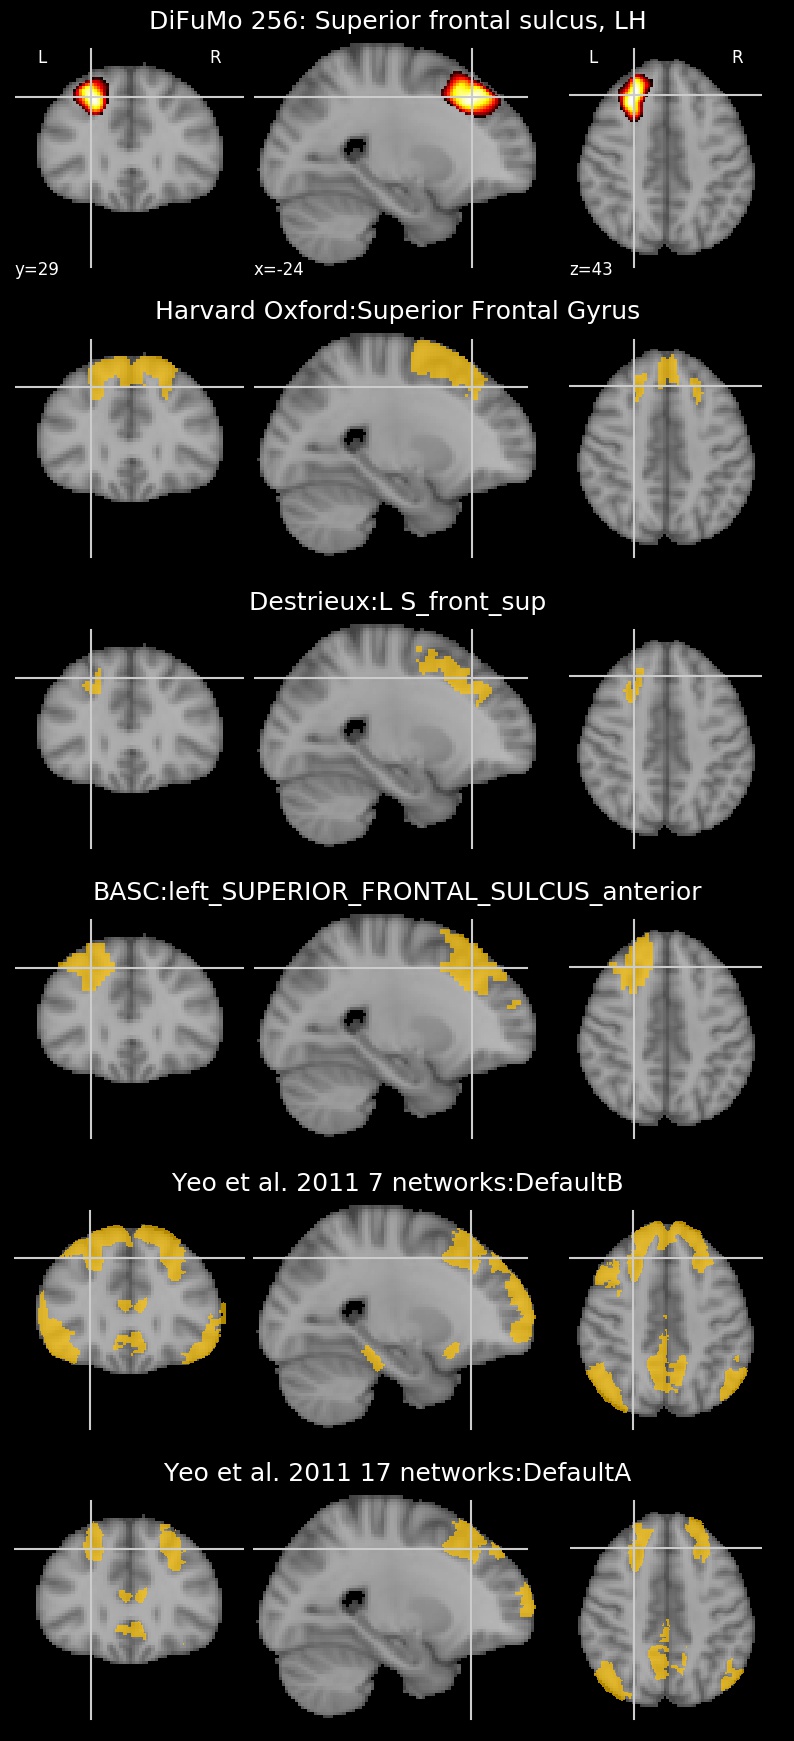 DiFuMo 256: Superior frontal sulcus, LH
L R L R
y=29 x=-24 z=43
Harvard Oxford:Superior Frontal Gyrus
Destrieux:L S_front_sup
BASC:left_SUPERIOR_FRONTAL_SULCUS_anterior
Yeo et al. 2011 7 networks:DefaultB
Yeo et al. 2011 17 networks:DefaultA